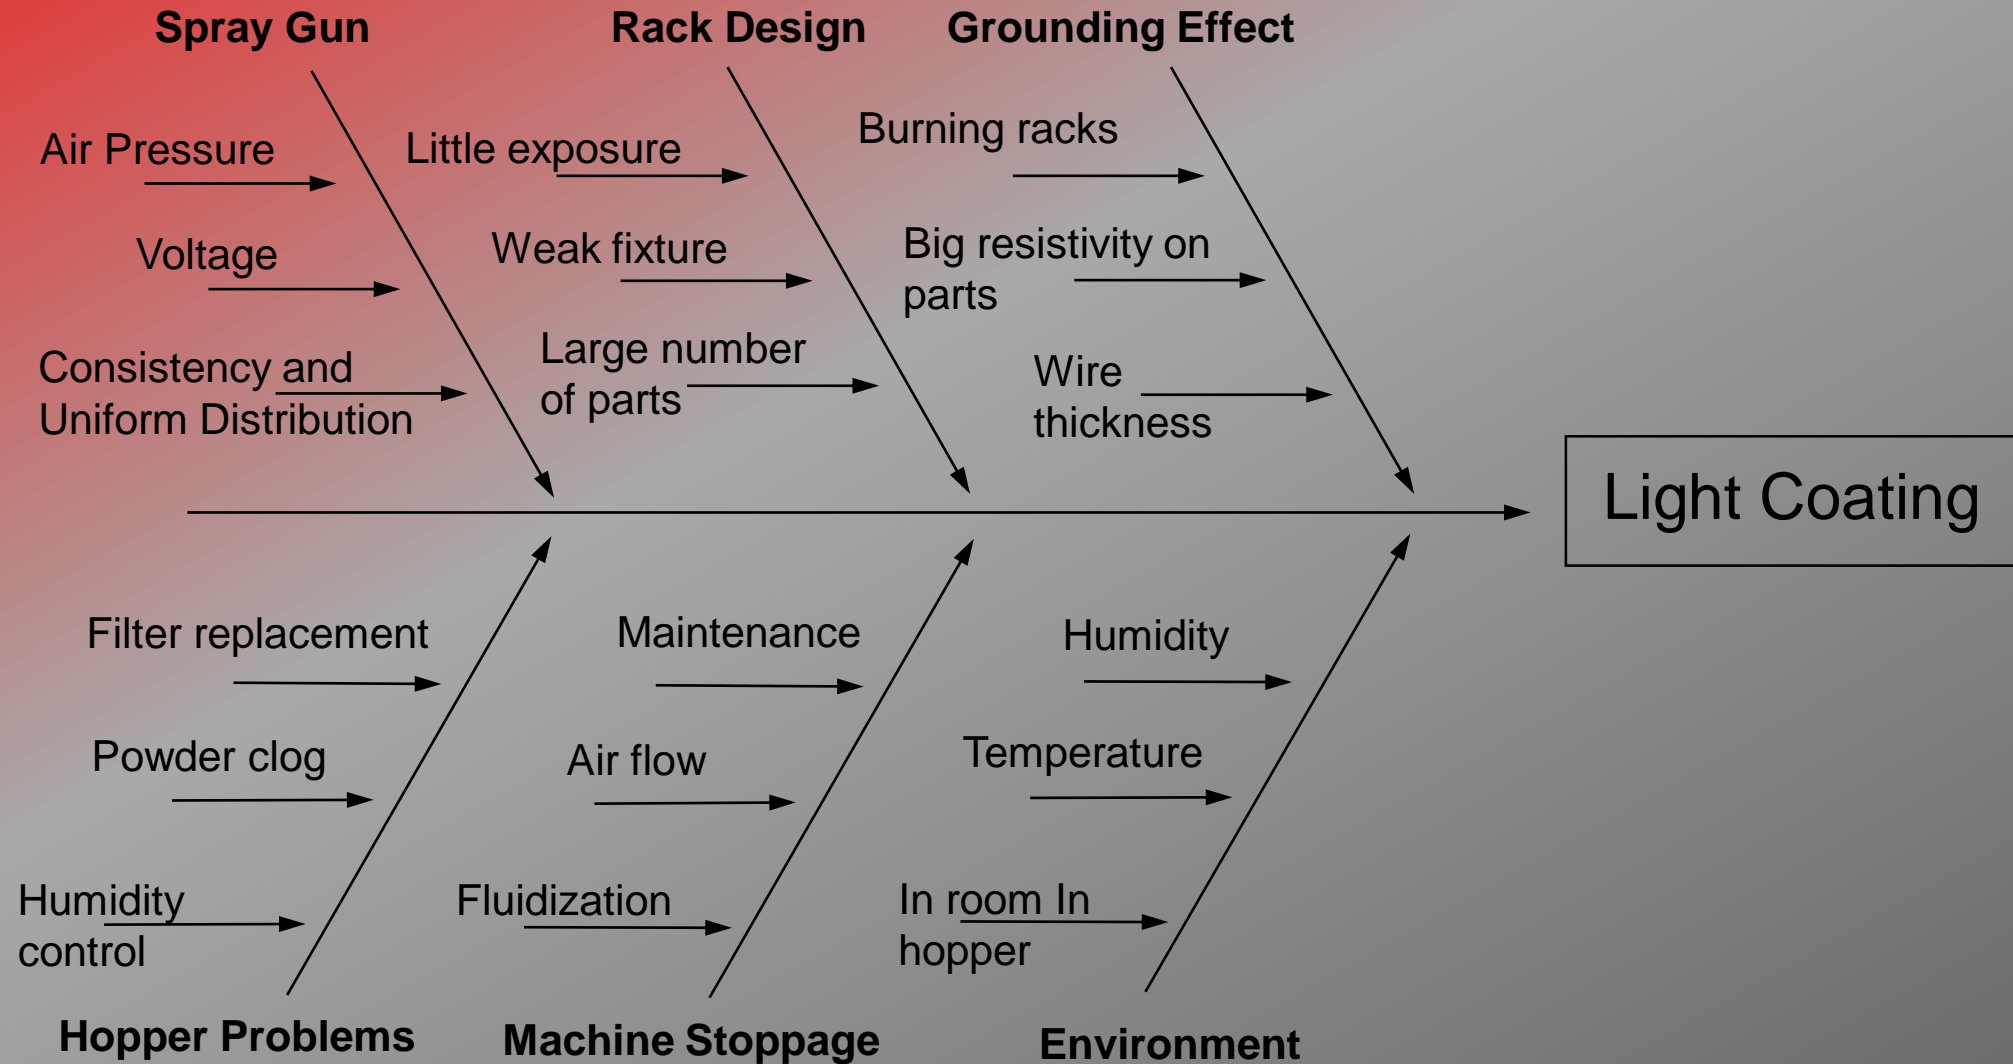 Spray Gun
Rack Design
Grounding Effect
Air Pressure
Voltage
Consistency and
Uniform Distribution
Little exposure
Weak fixture
Large number
of parts
Burning racks
Big resistivity on
parts
Wire
thickness
Light Coating
Filter replacement
Powder clog
Humidity
control
Maintenance
Air flow
Fluidization
Humidity
Temperature
In room In
hopper
Hopper Problems
Machine Stoppage
Environment